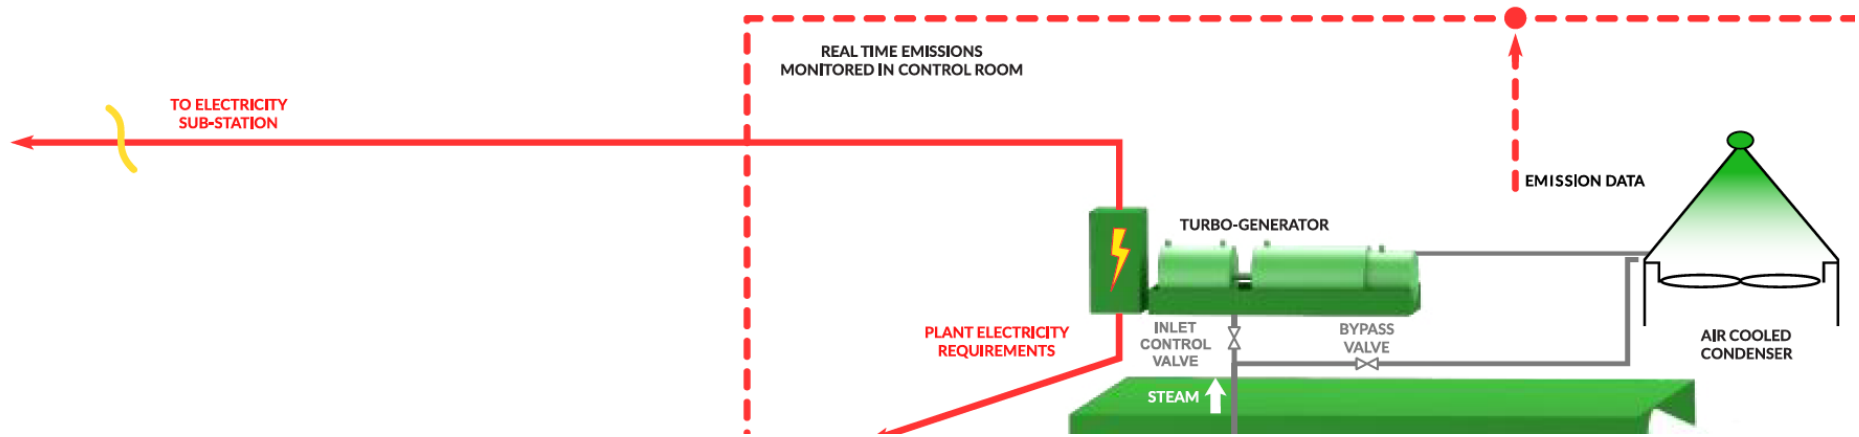 REAL TIME EMISSIONS
MONITORED IN CONTROL ROOM
TO ELECTRICITY
SUB-STATION
EMISSION DATA
TURBO-GENERATOR
PLANT ELECTRICITY
REQUIREMENTS
INLET
CONTROL
VALVE
BYPASS
VALVE
AIR COOLED
CONDENSER
STEAM